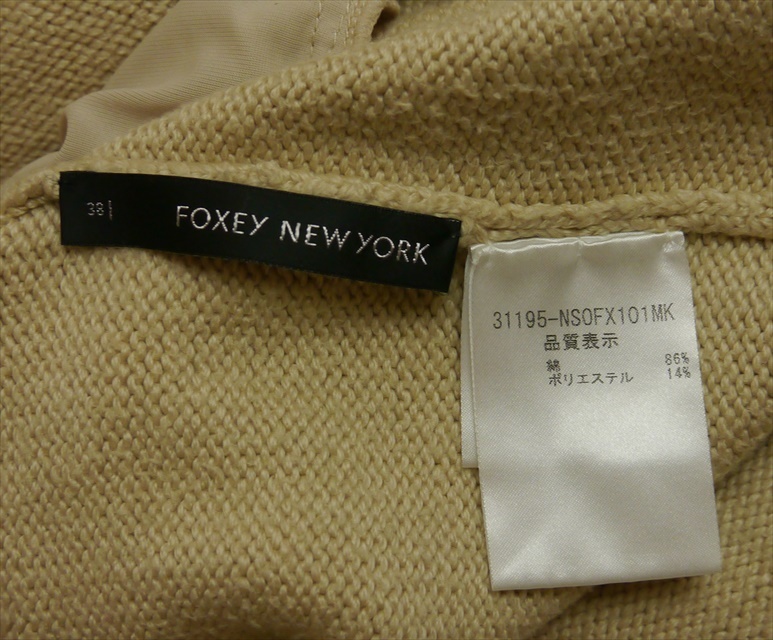 38
FOXEY NEW YORK
31195-NSOFX101MK
品質表示
綿 86%
ポリエステル 14%